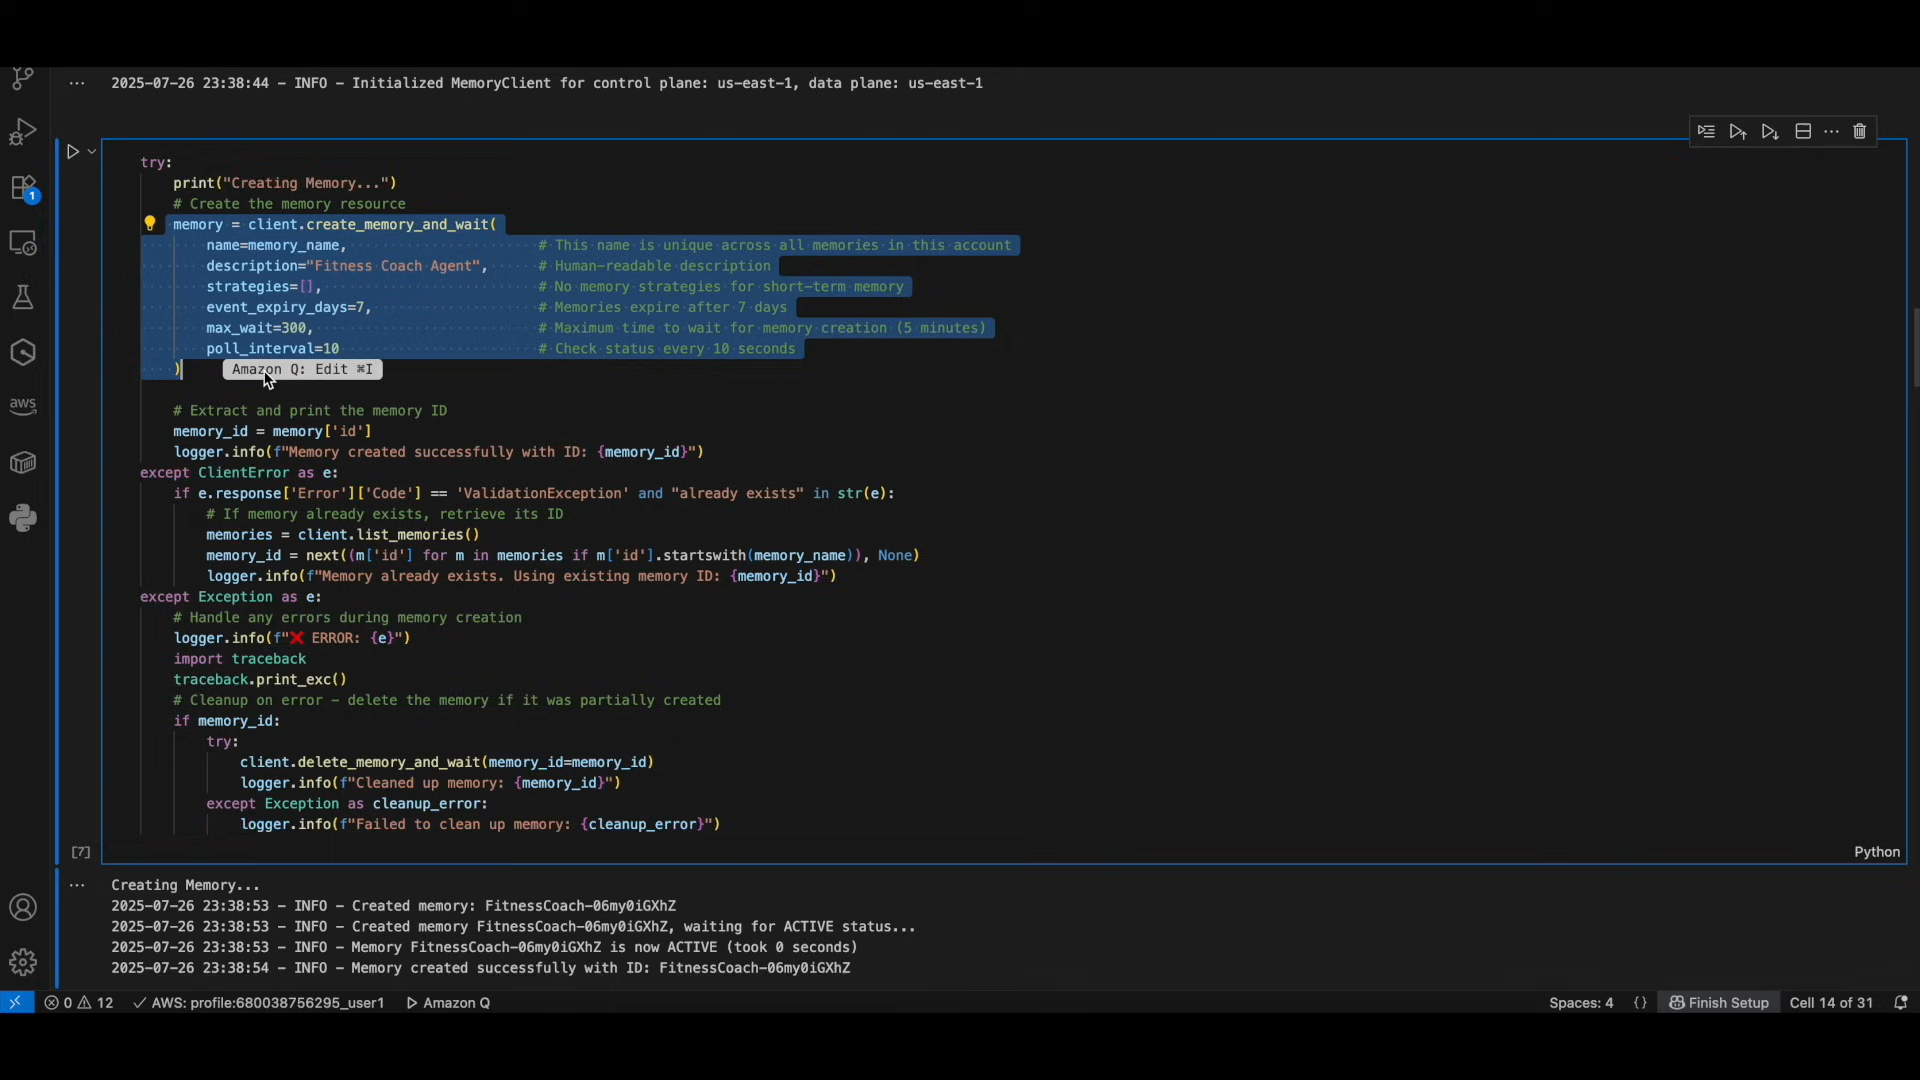 2025-07-26 23:38:44 - INFO - Initialized MemoryClient for control plane: us-east-1, data plane: us-east-1
1
try:
print("Creating Memory...")
# Create the memory resource
memory = client.create_memory_and_wait(
name=memory_name, # This name is unique across all memories in this account
description="Fitness Coach Agent", # Human-readable description
strategies=[], # No memory strategies for short-term memory
event_expiry_days=7, # Memories expire after 7 days
max_wait=300, # Maximum time to wait for memory creation (5 minutes)
poll_interval=10 # Check status every 10 seconds
) Amazon Q: Edit ⌘I
# Extract and print the memory ID
memory_id = memory['id']
logger.info(f"Memory created successfully with ID: {memory_id}")
except ClientError as e:
if e.response['Error']['Code'] == 'ValidationException' and "already exists" in str(e):
# If memory already exists, retrieve its ID
memories = client.list_memories()
memory_id = next((m['id'] for m in memories if m['id'].startswith(memory_name)), None)
logger.info(f"Memory already exists. Using existing memory ID: {memory_id}")
except Exception as e:
# Handle any errors during memory creation
logger.info(f"❌ ERROR: {e}")
import traceback
traceback.print_exc()
# Cleanup on error - delete the memory if it was partially created
if memory_id:
try:
client.delete_memory_and_wait(memory_id=memory_id)
logger.info(f"Cleaned up memory: {memory_id}")
except Exception as cleanup_error:
logger.info(f"Failed to clean up memory: {cleanup_error}")
aws
[7] Python
Creating Memory...
2025-07-26 23:38:53 - INFO - Created memory: FitnessCoach-06my0iGXhZ
2025-07-26 23:38:53 - INFO - Created memory FitnessCoach-06my0iGXhZ, waiting for ACTIVE status...
2025-07-26 23:38:53 - INFO - Memory FitnessCoach-06my0iGXhZ is now ACTIVE (took 0 seconds)
2025-07-26 23:38:54 - INFO - Memory created successfully with ID: FitnessCoach-06my0iGXhZ
0 12 AWS: profile:680038756295_user1 Amazon Q Spaces: 4 {} Finish Setup Cell 14 of 31